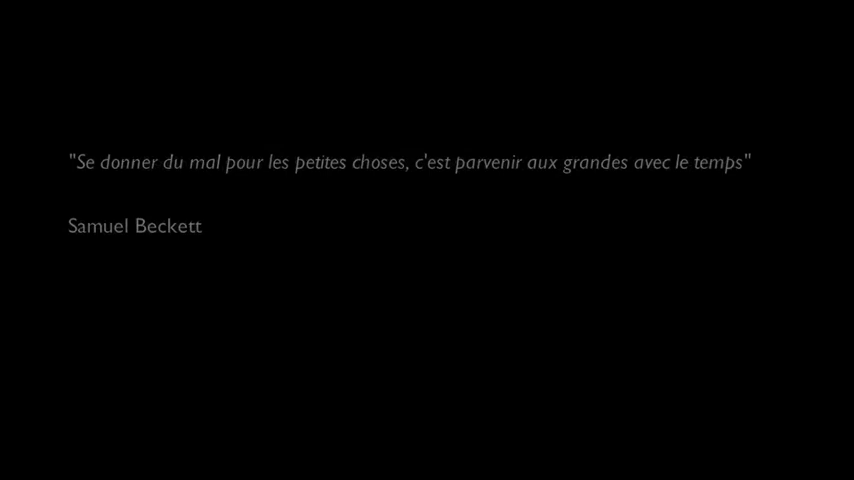 "Se donner du mal pour les petites choses, c'est parvenir aux grandes avec le temps"
Samuel Beckett